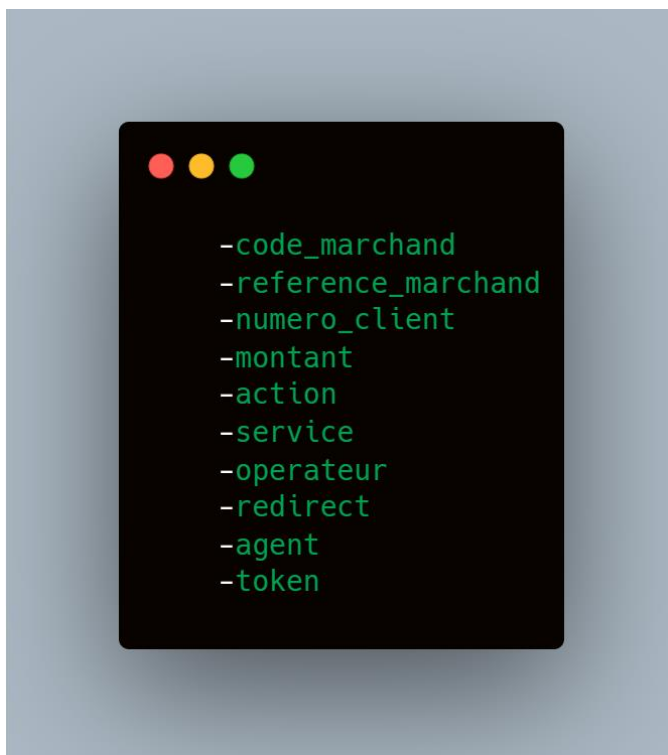 -code_marchand
-reference_marchand
-numero_client
-montant
-action
-service
-operateur
-redirect
-agent
-token